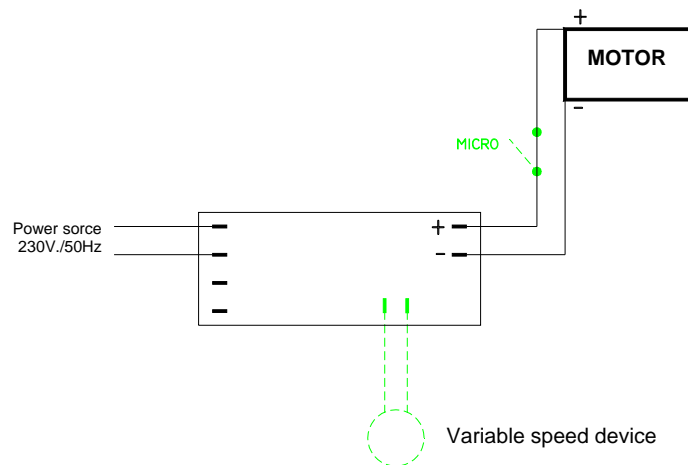 +
MOTOR
-
MICRO
Power sorce
230V./50Hz
+
-
Variable speed device